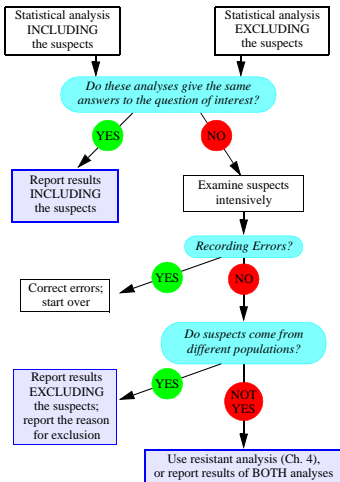 Statistical analysis
INCLUDING
the suspects
Statistical analysis
EXCLUDING
the suspects
Do these analyses give the same
answers to the question of interest?
YES
NO
Report results
INCLUDING
the suspects
Examine suspects
intensively
Recording Errors?
YES
NO
Correct errors;
start over
Do suspects come from
different populations?
YES
NOT
YES
Report results
EXCLUDING
the suspects;
report the reason
for exclusion
Use resistant analysis (Ch. 4),
or report results of BOTH analyses